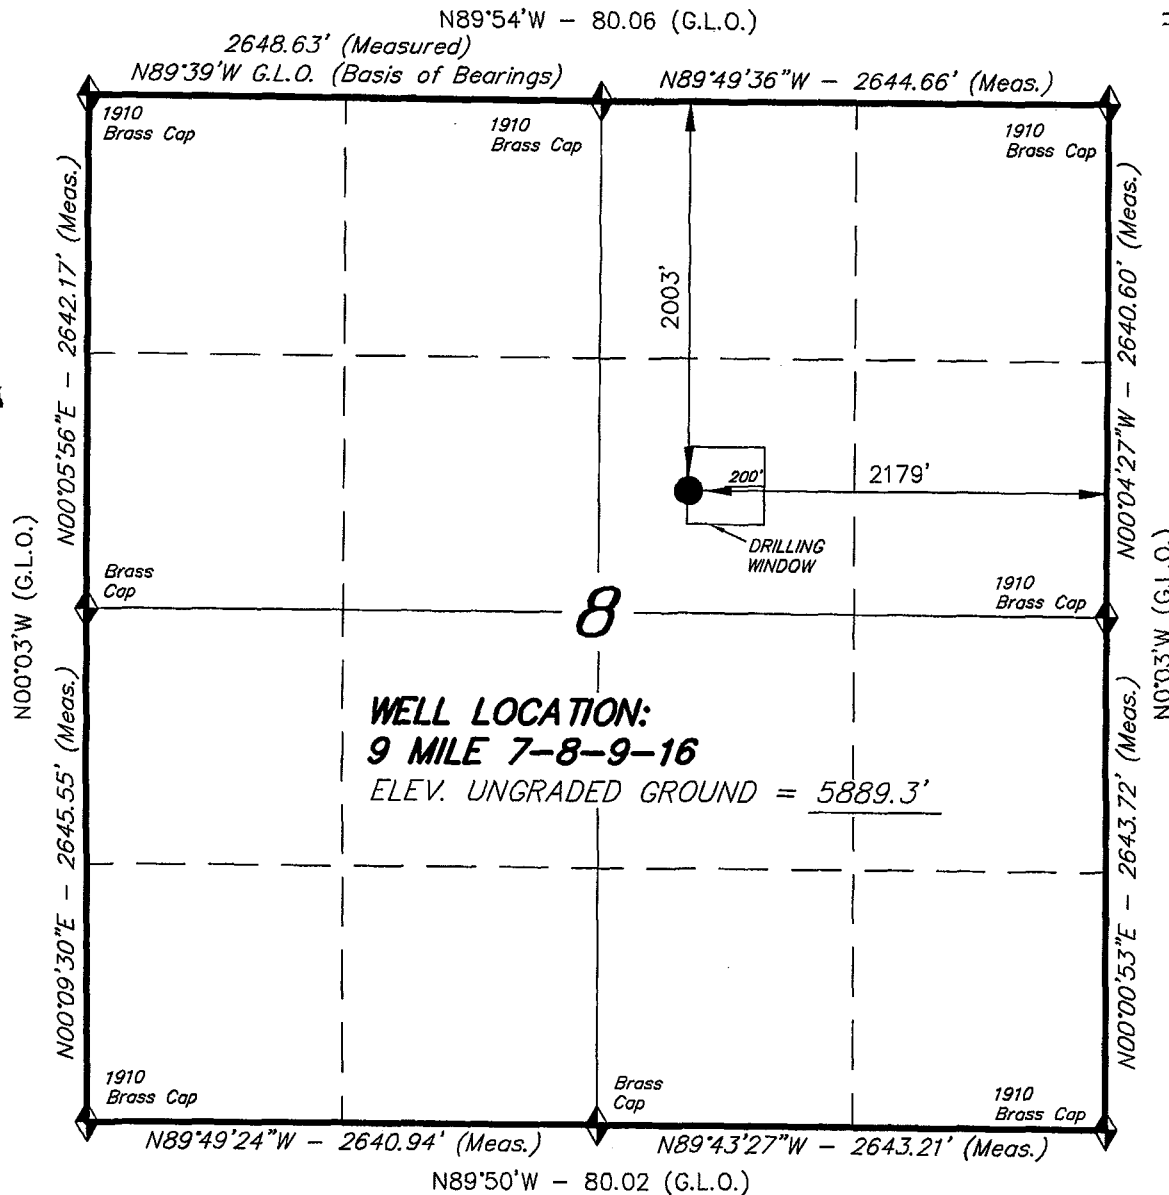 N89°54'W – 80.06 (G.L.O.)
2648.63' (Measured)
N89°39'W G.L.O. (Basis of Bearings)
N89°49'36"W – 2644.66' (Meas.)
1910
Brass Cap
1910
Brass Cap
1910
Brass Cap
N00°05'56"E – 2642.17' (Meas.)
2003'
N00°04'27"W – 2640.60' (Meas.)
200'
2179'
DRILLING
WINDOW
N00°03'W (G.L.O.)
Brass
Cap
1910
Brass Cap
N0°03'W (G.L.O.)
8
WELL LOCATION:
9 MILE 7–8–9–16
ELEV. UNGRADED GROUND = 5889.3'
N00°09'30"E – 2645.55' (Meas.)
N00°00'53"E – 2643.72' (Meas.)
1910
Brass Cap
Brass
Cap
1910
Brass Cap
N89°49'24"W – 2640.94' (Meas.)
N89°43'27"W – 2643.21' (Meas.)
N89°50'W – 80.02 (G.L.O.)